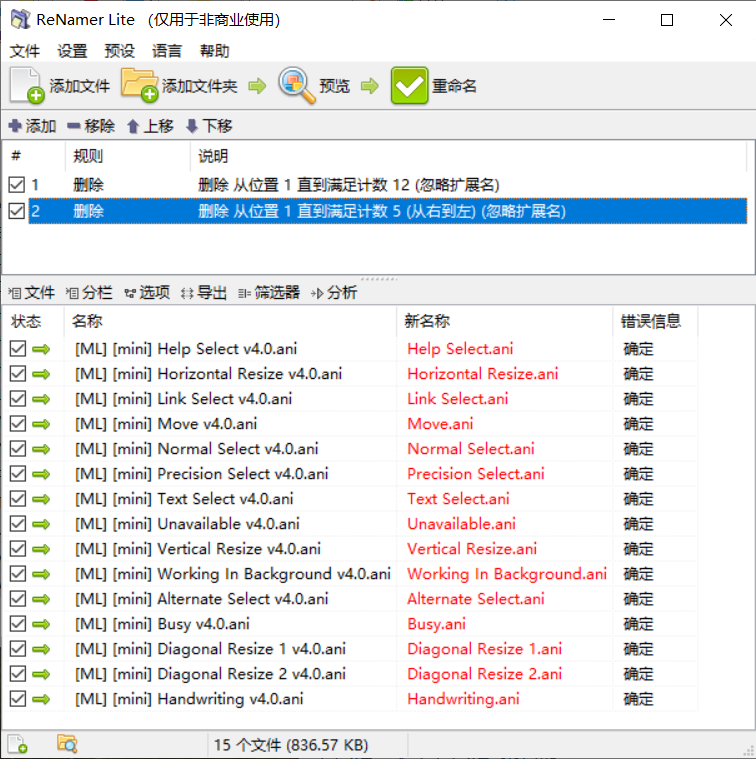 ReNamer Lite （仅用于非商业使用）
文件 设置 预设 语言 帮助
添加文件 添加文件夹 预览 重命名
添加 移除 上移 下移
# 规则 说明
1 删除 删除 从位置 1 直到满足计数 12 (忽略扩展名)
2 删除 删除 从位置 1 直到满足计数 5 (从右到左) (忽略扩展名)
文件 分栏 选项 导出 筛选器 分析
状态 名称 新名称 错误信息
[ML] [mini] Help Select v4.0.ani Help Select.ani 确定
[ML] [mini] Horizontal Resize v4.0.ani Horizontal Resize.ani 确定
[ML] [mini] Link Select v4.0.ani Link Select.ani 确定
[ML] [mini] Move v4.0.ani Move.ani 确定
[ML] [mini] Normal Select v4.0.ani Normal Select.ani 确定
[ML] [mini] Precision Select v4.0.ani Precision Select.ani 确定
[ML] [mini] Text Select v4.0.ani Text Select.ani 确定
[ML] [mini] Unavailable v4.0.ani Unavailable.ani 确定
[ML] [mini] Vertical Resize v4.0.ani Vertical Resize.ani 确定
[ML] [mini] Working In Background v4.0.ani Working In Background.ani 确定
[ML] [mini] Alternate Select v4.0.ani Alternate Select.ani 确定
[ML] [mini] Busy v4.0.ani Busy.ani 确定
[ML] [mini] Diagonal Resize 1 v4.0.ani Diagonal Resize 1.ani 确定
[ML] [mini] Diagonal Resize 2 v4.0.ani Diagonal Resize 2.ani 确定
[ML] [mini] Handwriting v4.0.ani Handwriting.ani 确定
15 个文件 (836.57 KB)